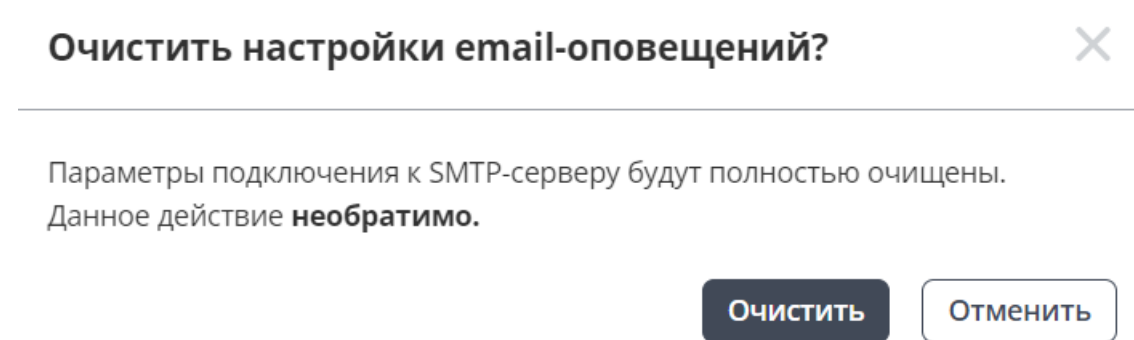 Очистить настройки email-оповещений?
Параметры подключения к SMTP-серверу будут полностью очищены.
Данное действие необратимо.
Очистить Отменить